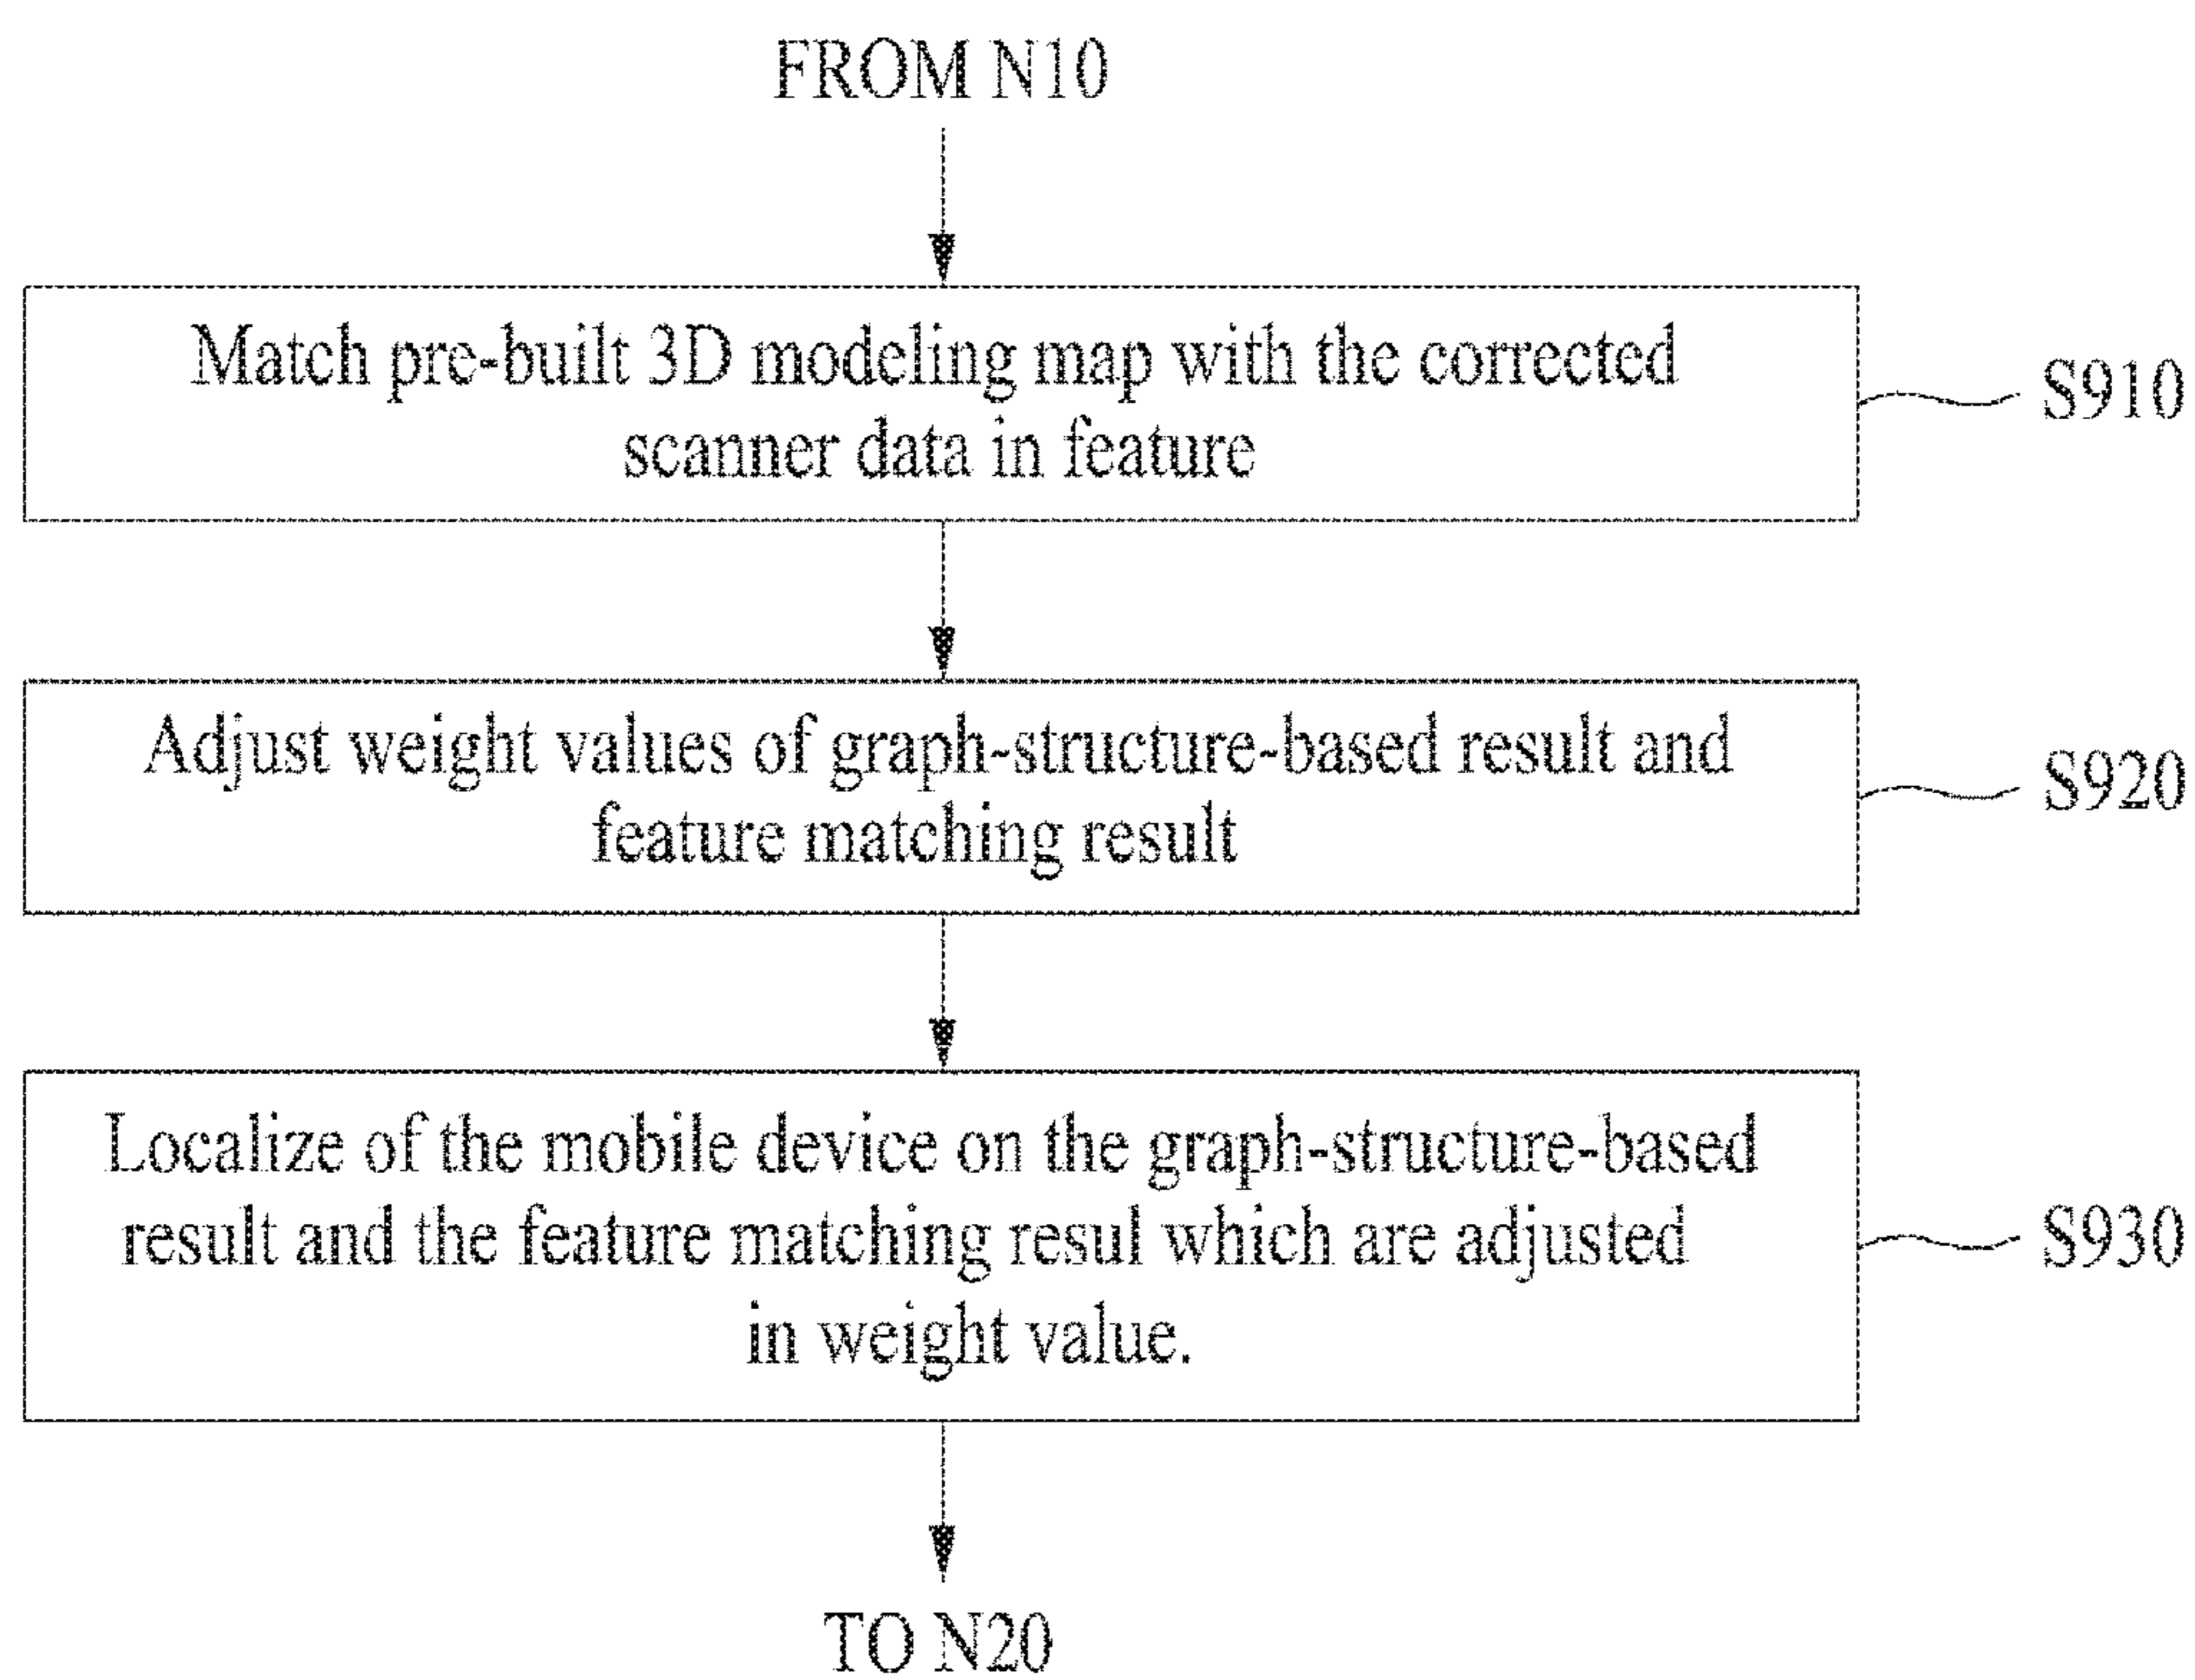 FROM N10
Match pre-built 3D modeling map with the corrected
scanner data in feature
S910
Adjust weight values of graph-structure-based result and
feature matching result
S920
Localize of the mobile device on the graph-structure-based
result and the feature matching resul which are adjusted
in weight value.
S930
TO N20